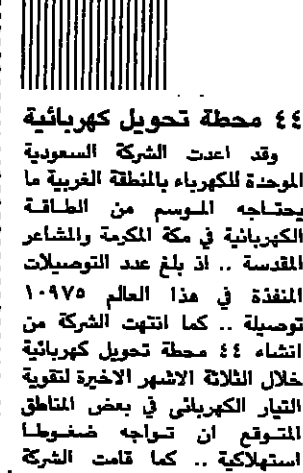 ٤٤ محطة تحويل كهربائية
وقد اعدت الشركة السعودية
الموحدة للكهرباء بالمنطقة الغربية ما
يحتاجه الموسم من الطاقة
الكهربائية في مكة المكرمة والمشاعر
المقدسة .. اذ بلغ عدد التوصيلات
المنفذة في هذا العالم ١٠٩٧٥
توصيلة .. كما انتهت الشركة من
انشاء ٤٤ محطة تحويل كهربائية
خلال الثلاثة الاشهر الاخيرة لتقوية
التيار الكهربائي في بعض المناطق
المتوقع ان تواجه ضغوطا
استهلاكية .. كما قامت الشركة